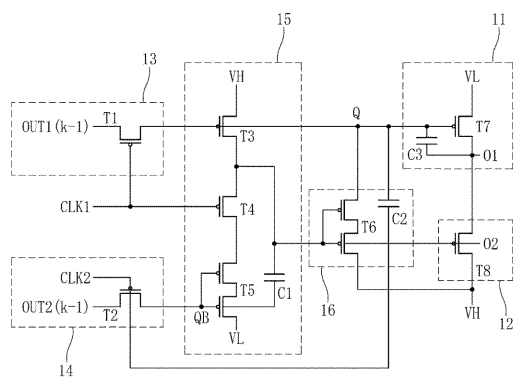 15
11
13
VH
VL
T1
Q
OUT1(k-1)
T3
T7
C3
O1
CLK1
T4
T6
C2
O2
CLK2
T5
C1
T8
OUT2(k-1)
T2
QB
16
VH
VL
12
14